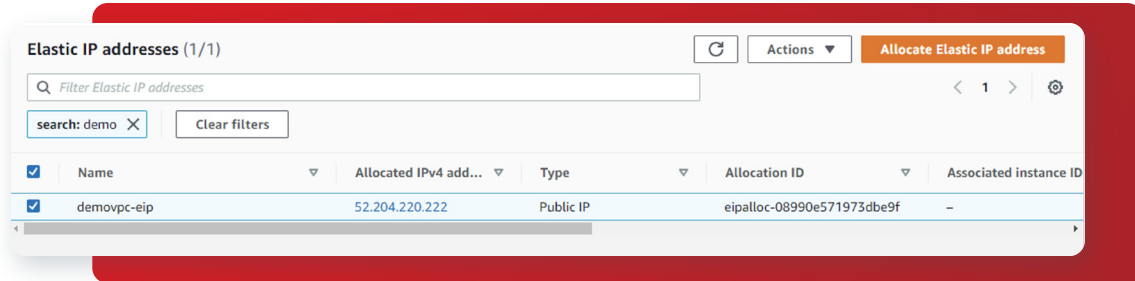 Elastic IP addresses (1/1)
Actions
Allocate Elastic IP address
Filter Elastic IP addresses
1
search: demo
Clear filters
Name Allocated IPv4 add... Type Allocation ID Associated instance ID
demovpc-eip 52.204.220.222 Public IP eipalloc-08990e571973dbe9f –